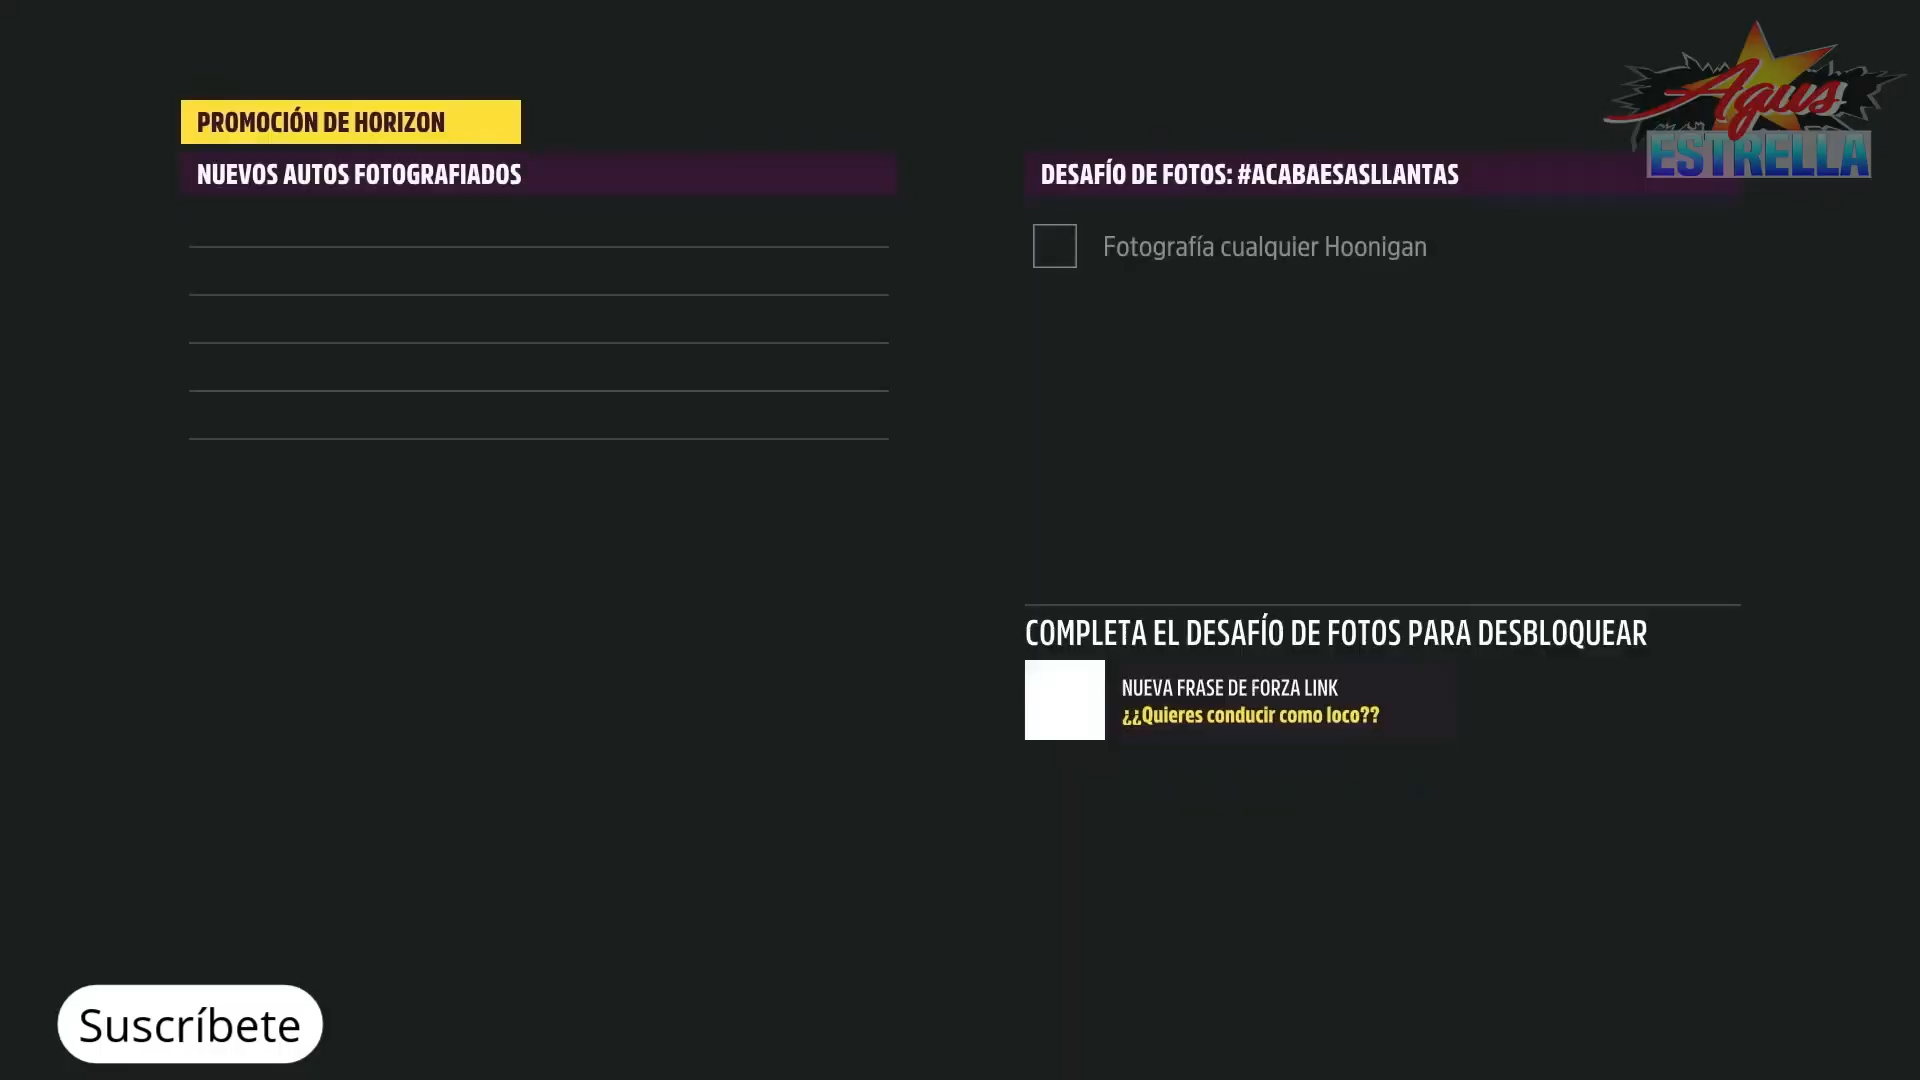 PROMOCIÓN DE HORIZON
NUEVOS AUTOS FOTOGRAFIADOS
Agus
ESTRELLA
DESAFÍO DE FOTOS: #ACABAESASLLANTAS
Fotografía cualquier Hoonigan
COMPLETA EL DESAFÍO DE FOTOS PARA DESBLOQUEAR
NUEVA FRASE DE FORZA LINK
¿¿Quieres conducir como loco??
Suscríbete